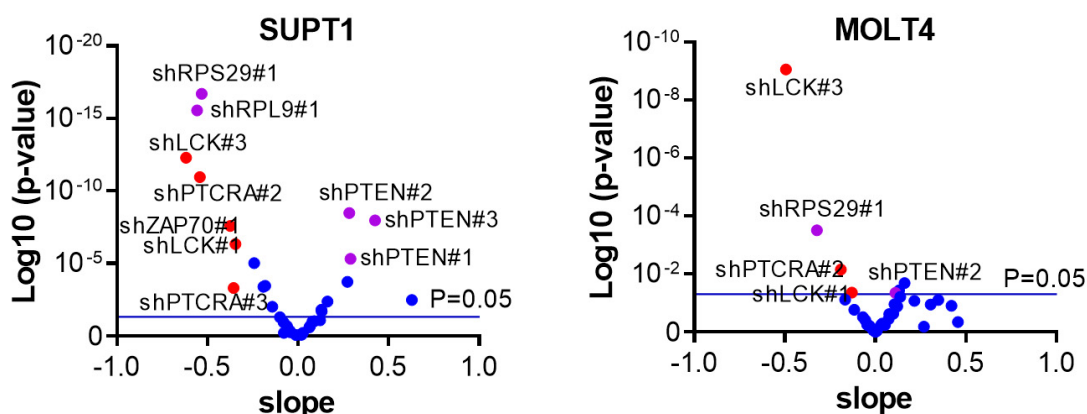 SUPT1
Log10 (p-value)
10-20
10-15
10-10
10-5
0
shRPS29#1
shRPL9#1
shLCK#3
shPTCRA#2
shPTEN#2
shPTEN#3
shZAP70#1
shLCK#1
shPTEN#1
shPTCRA#3
P=0.05
-1.0 -0.5 0.0 0.5 1.0
slope
MOLT4
Log10 (p-value)
10-10
10-8
10-6
10-4
10-2
0
shLCK#3
shRPS29#1
shPTCRA#2
shPTEN#2
shLCK#1
P=0.05
-1.0 -0.5 0.0 0.5 1.0
slope